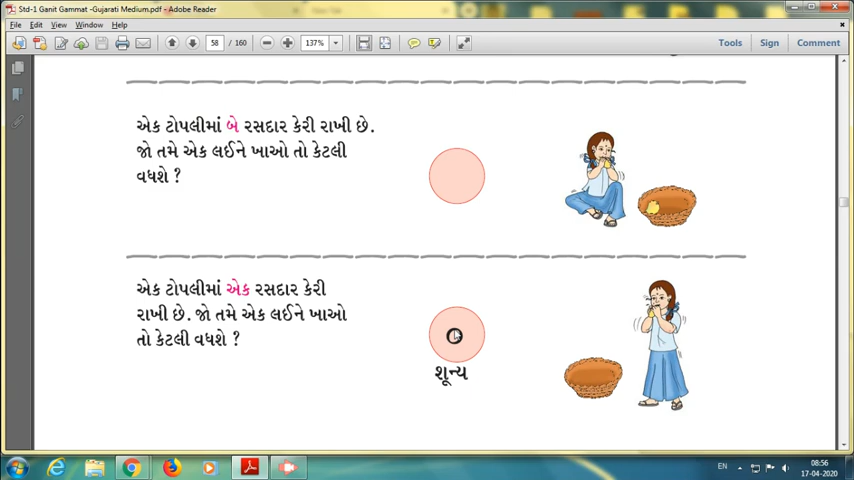 Std-1 Ganit Gammat -Gujarati Medium.pdf - Adobe Reader
File Edit View Window Help
58 / 160 137% Tools Sign Comment
એક ટોપલીમાં બે રસદાર કેરી રાખી છે.
જો તમે એક લઈને ખાઓ તો કેટલી
વધશે ?
એક ટોપલીમાં એક રસદાર કેરી
રાખી છે. જો તમે એક લઈને ખાઓ
તો કેટલી વધશે ?
0
શૂન્ય
EN 08:56
17-04-2020